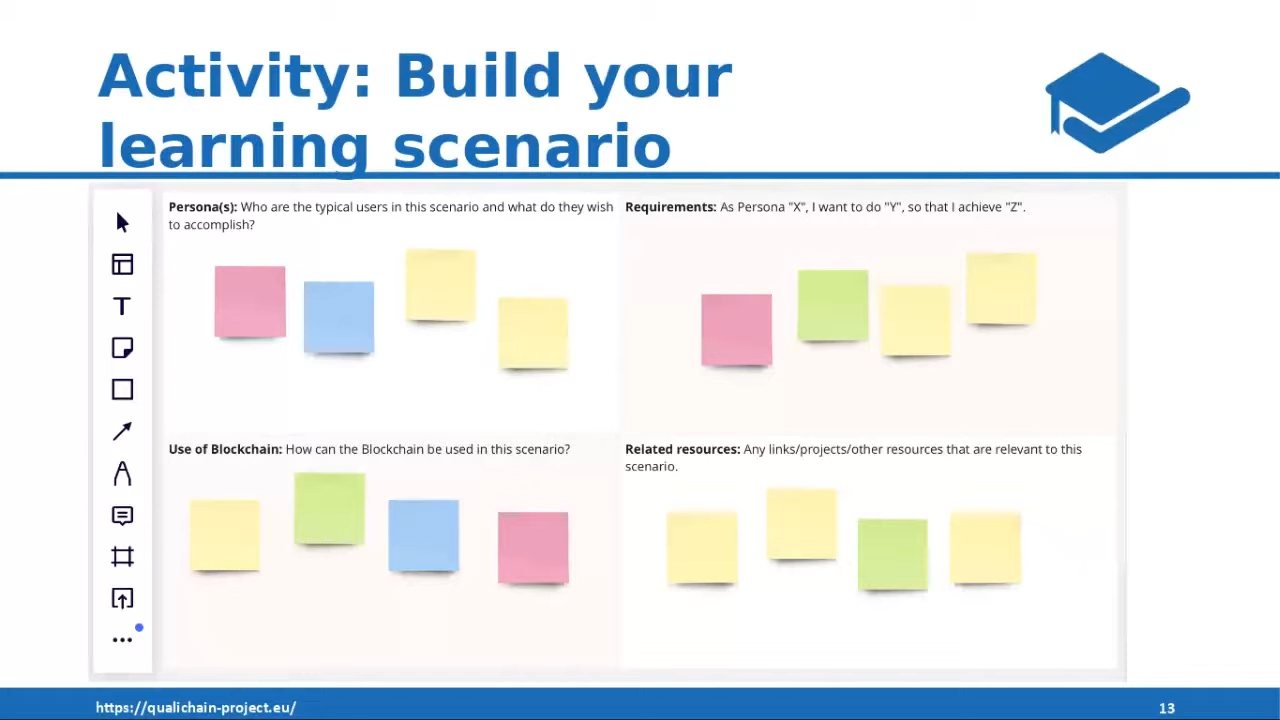 Activity: Build your
learning scenario
Persona(s): Who are the typical users in this scenario and what do they wish
to accomplish?
Requirements: As Persona "X", I want to do "Y", so that I achieve "Z".
Use of Blockchain: How can the Blockchain be used in this scenario?
Related resources: Any links/projects/other resources that are relevant to this
scenario.
https://qualichain-project.eu/
13